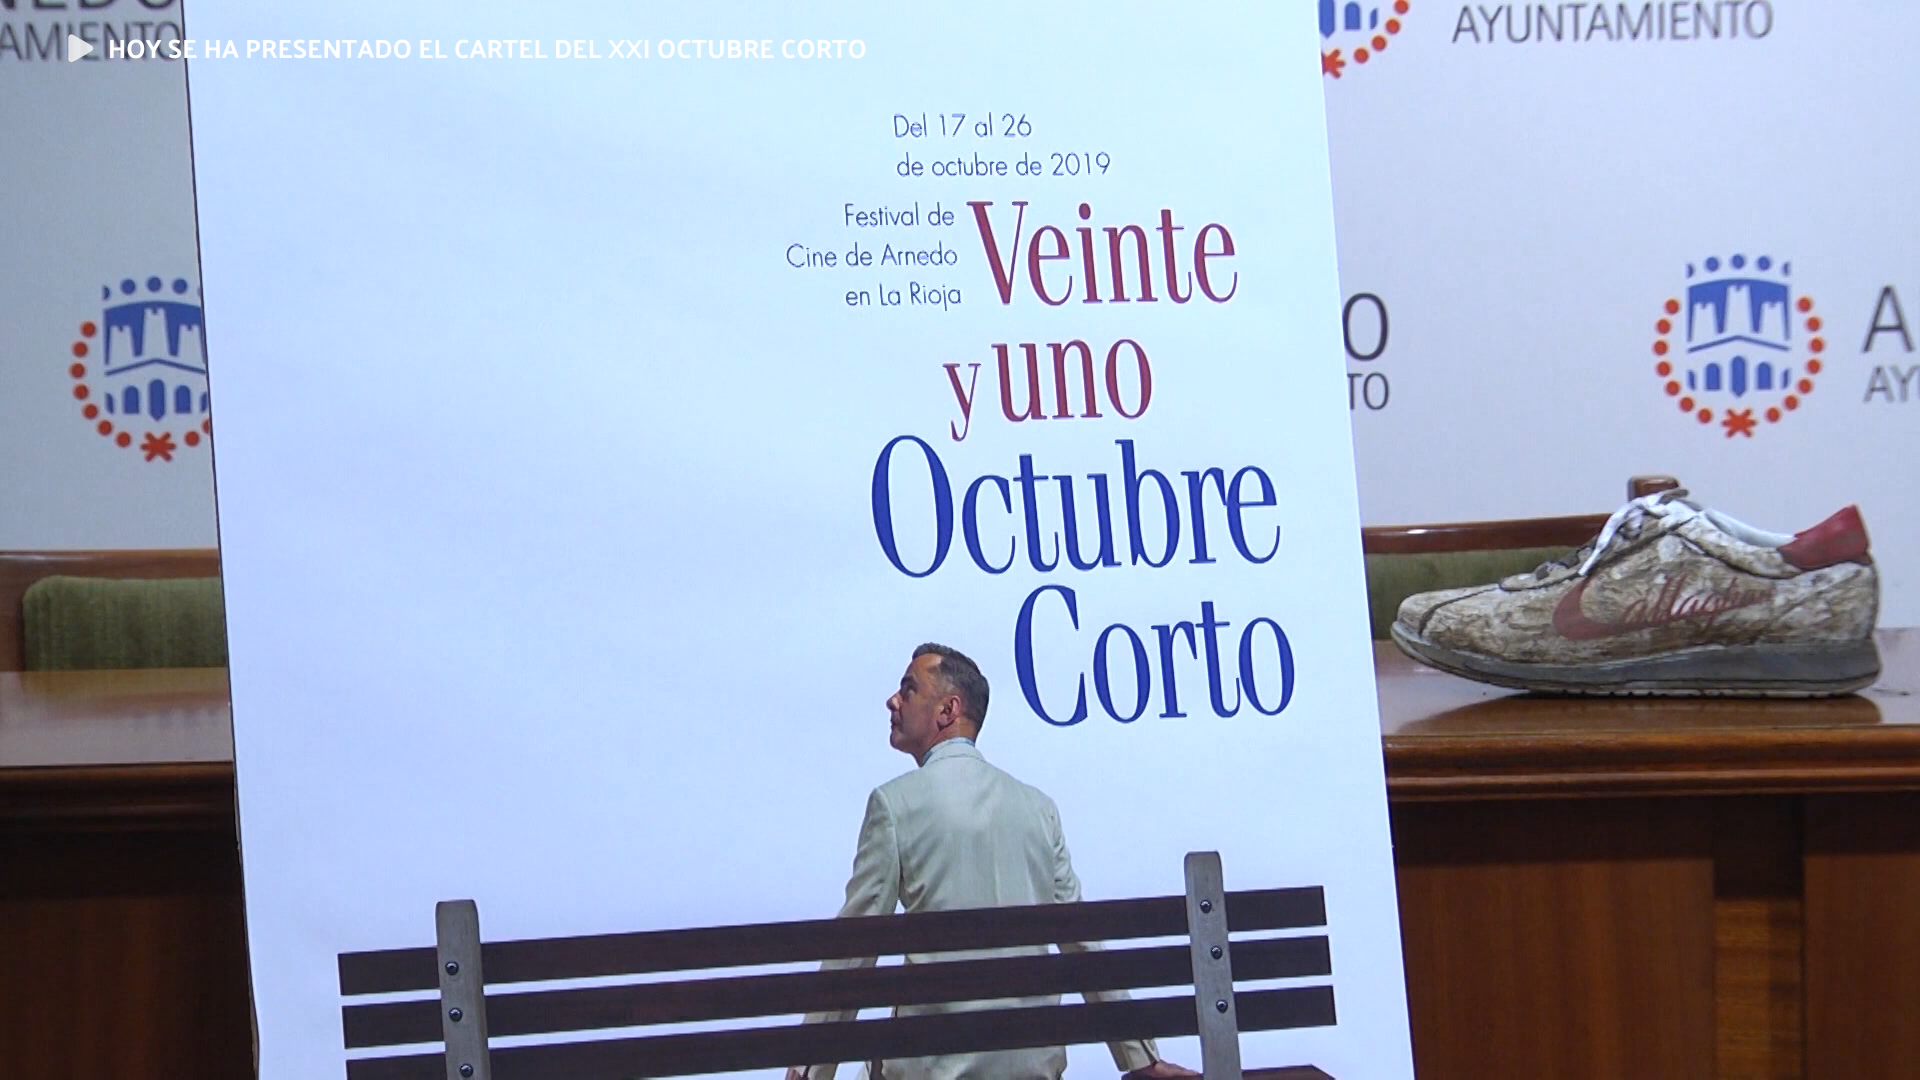 HOY SE HA PRESENTADO EL CARTEL DEL XXI OCTUBRE CORTO
AYUNTAMIENTO
Del 17 al 26
de octubre de 2019
Festival de
Cine de Arnedo
en La Rioja
Veinte
y uno
Octubre
Corto
Callaghan